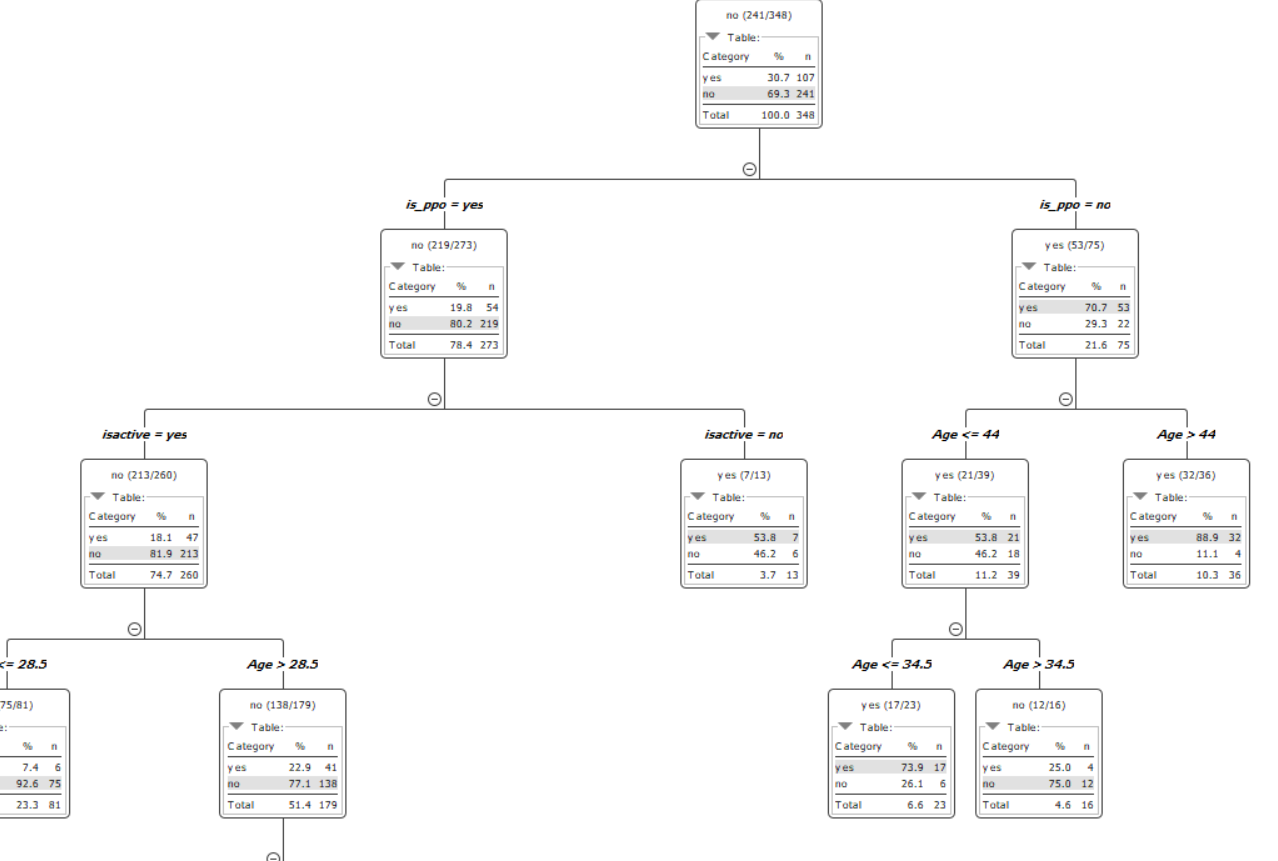 no (241/348)
Table:
Category % n
yes 30.7 107
no 69.3 241
Total 100.0 348
is_ppo = yes
is_ppo = no
no (219/273)
Table:
Category % n
yes 19.8 54
no 80.2 219
Total 78.4 273
yes (53/75)
Table:
Category % n
yes 70.7 53
no 29.3 22
Total 21.6 75
isactive = yes
isactive = no
Age <= 44
Age > 44
no (213/260)
Table:
Category % n
yes 18.1 47
no 81.9 213
Total 74.7 260
yes (7/13)
Table:
Category % n
yes 53.8 7
no 46.2 6
Total 3.7 13
yes (21/39)
Table:
Category % n
yes 53.8 21
no 46.2 18
Total 11.2 39
yes (32/36)
Table:
Category % n
yes 88.9 32
no 11.1 4
Total 10.3 36
<= 28.5
Age > 28.5
Age <= 34.5
Age > 34.5
75/81)
e:
% n
7.4 6
92.6 75
23.3 81
no (138/179)
Table:
Category % n
yes 22.9 41
no 77.1 138
Total 51.4 179
yes (17/23)
Table:
Category % n
yes 73.9 17
no 26.1 6
Total 6.6 23
no (12/16)
Table:
Category % n
yes 25.0 4
no 75.0 12
Total 4.6 16